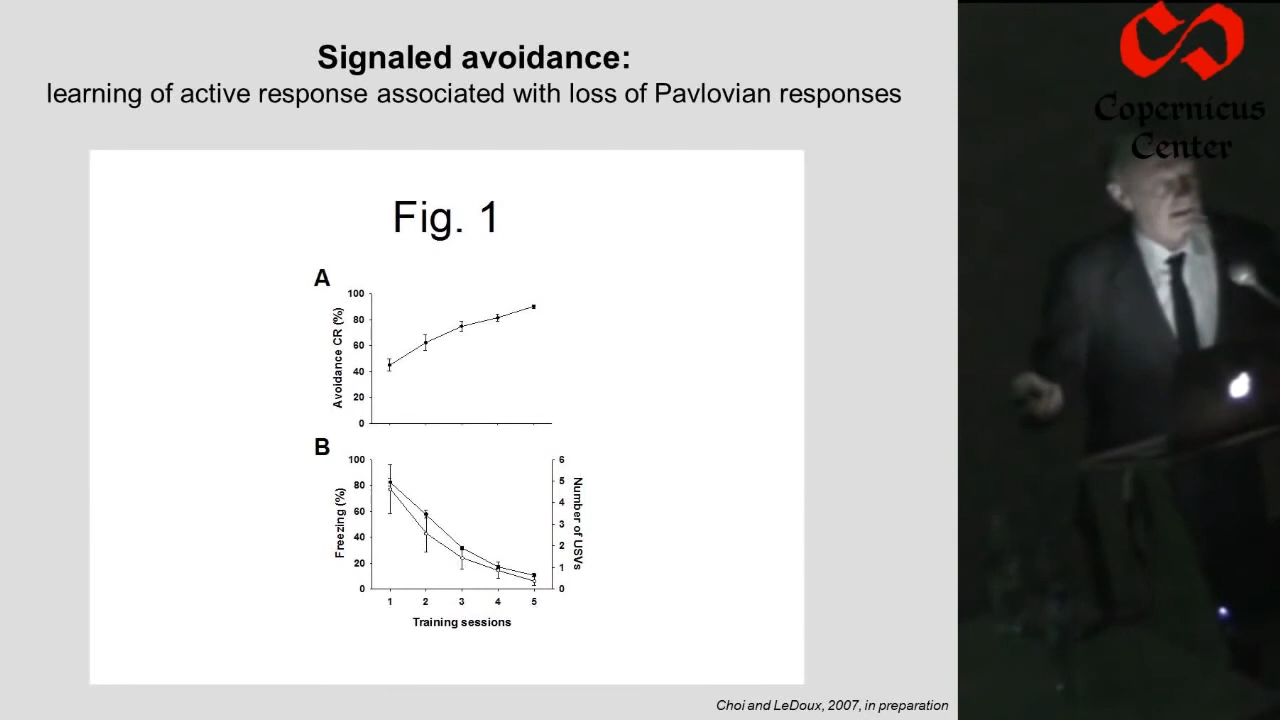 Signaled avoidance:
learning of active response associated with loss of Pavlovian responses
Copernicus
Center
Fig. 1
A
100
80
60
40
20
0
Avoidance CR (%)
B
100
80
60
40
20
0
Freezing (%)
6
5
4
3
2
1
0
Number of USVs
1 2 3 4 5
Training sessions
Choi and LeDoux, 2007, in preparation